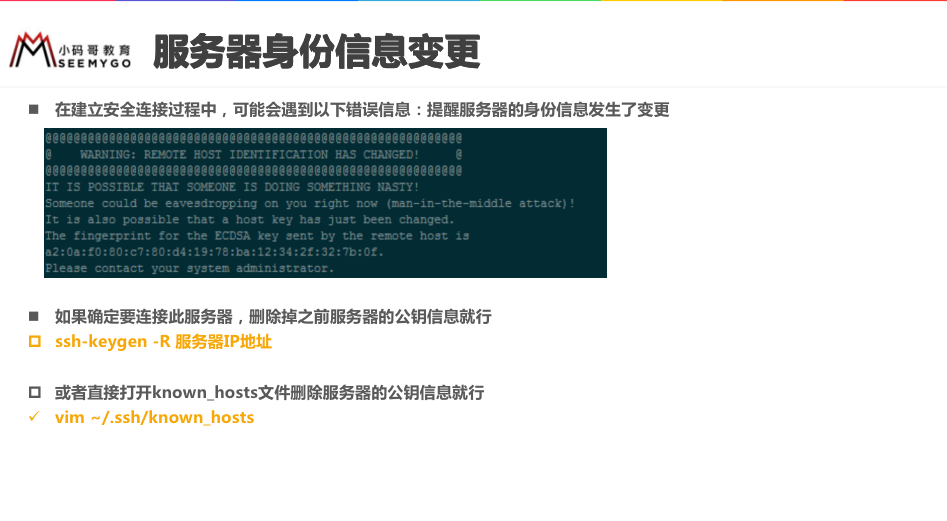 小码哥教育
SEEMYGO
服务器身份信息变更
在建立安全连接过程中，可能会遇到以下错误信息：提醒服务器的身份信息发生了变更
@@@@@@@@@@@@@@@@@@@@@@@@@@@@@@@@@@@@@@@@@@@@@@@@@@@@@@@@@@@
@    WARNING: REMOTE HOST IDENTIFICATION HAS CHANGED!     @
@@@@@@@@@@@@@@@@@@@@@@@@@@@@@@@@@@@@@@@@@@@@@@@@@@@@@@@@@@@
IT IS POSSIBLE THAT SOMEONE IS DOING SOMETHING NASTY!
Someone could be eavesdropping on you right now (man-in-the-middle attack)!
It is also possible that a host key has just been changed.
The fingerprint for the ECDSA key sent by the remote host is
a2:0a:f0:80:c7:80:d4:19:78:ba:12:34:2f:32:7b:0f.
Please contact your system administrator.
如果确定要连接此服务器，删除掉之前服务器的公钥信息就行
ssh-keygen -R 服务器IP地址
或者直接打开known_hosts文件删除服务器的公钥信息就行
vim ~/.ssh/known_hosts